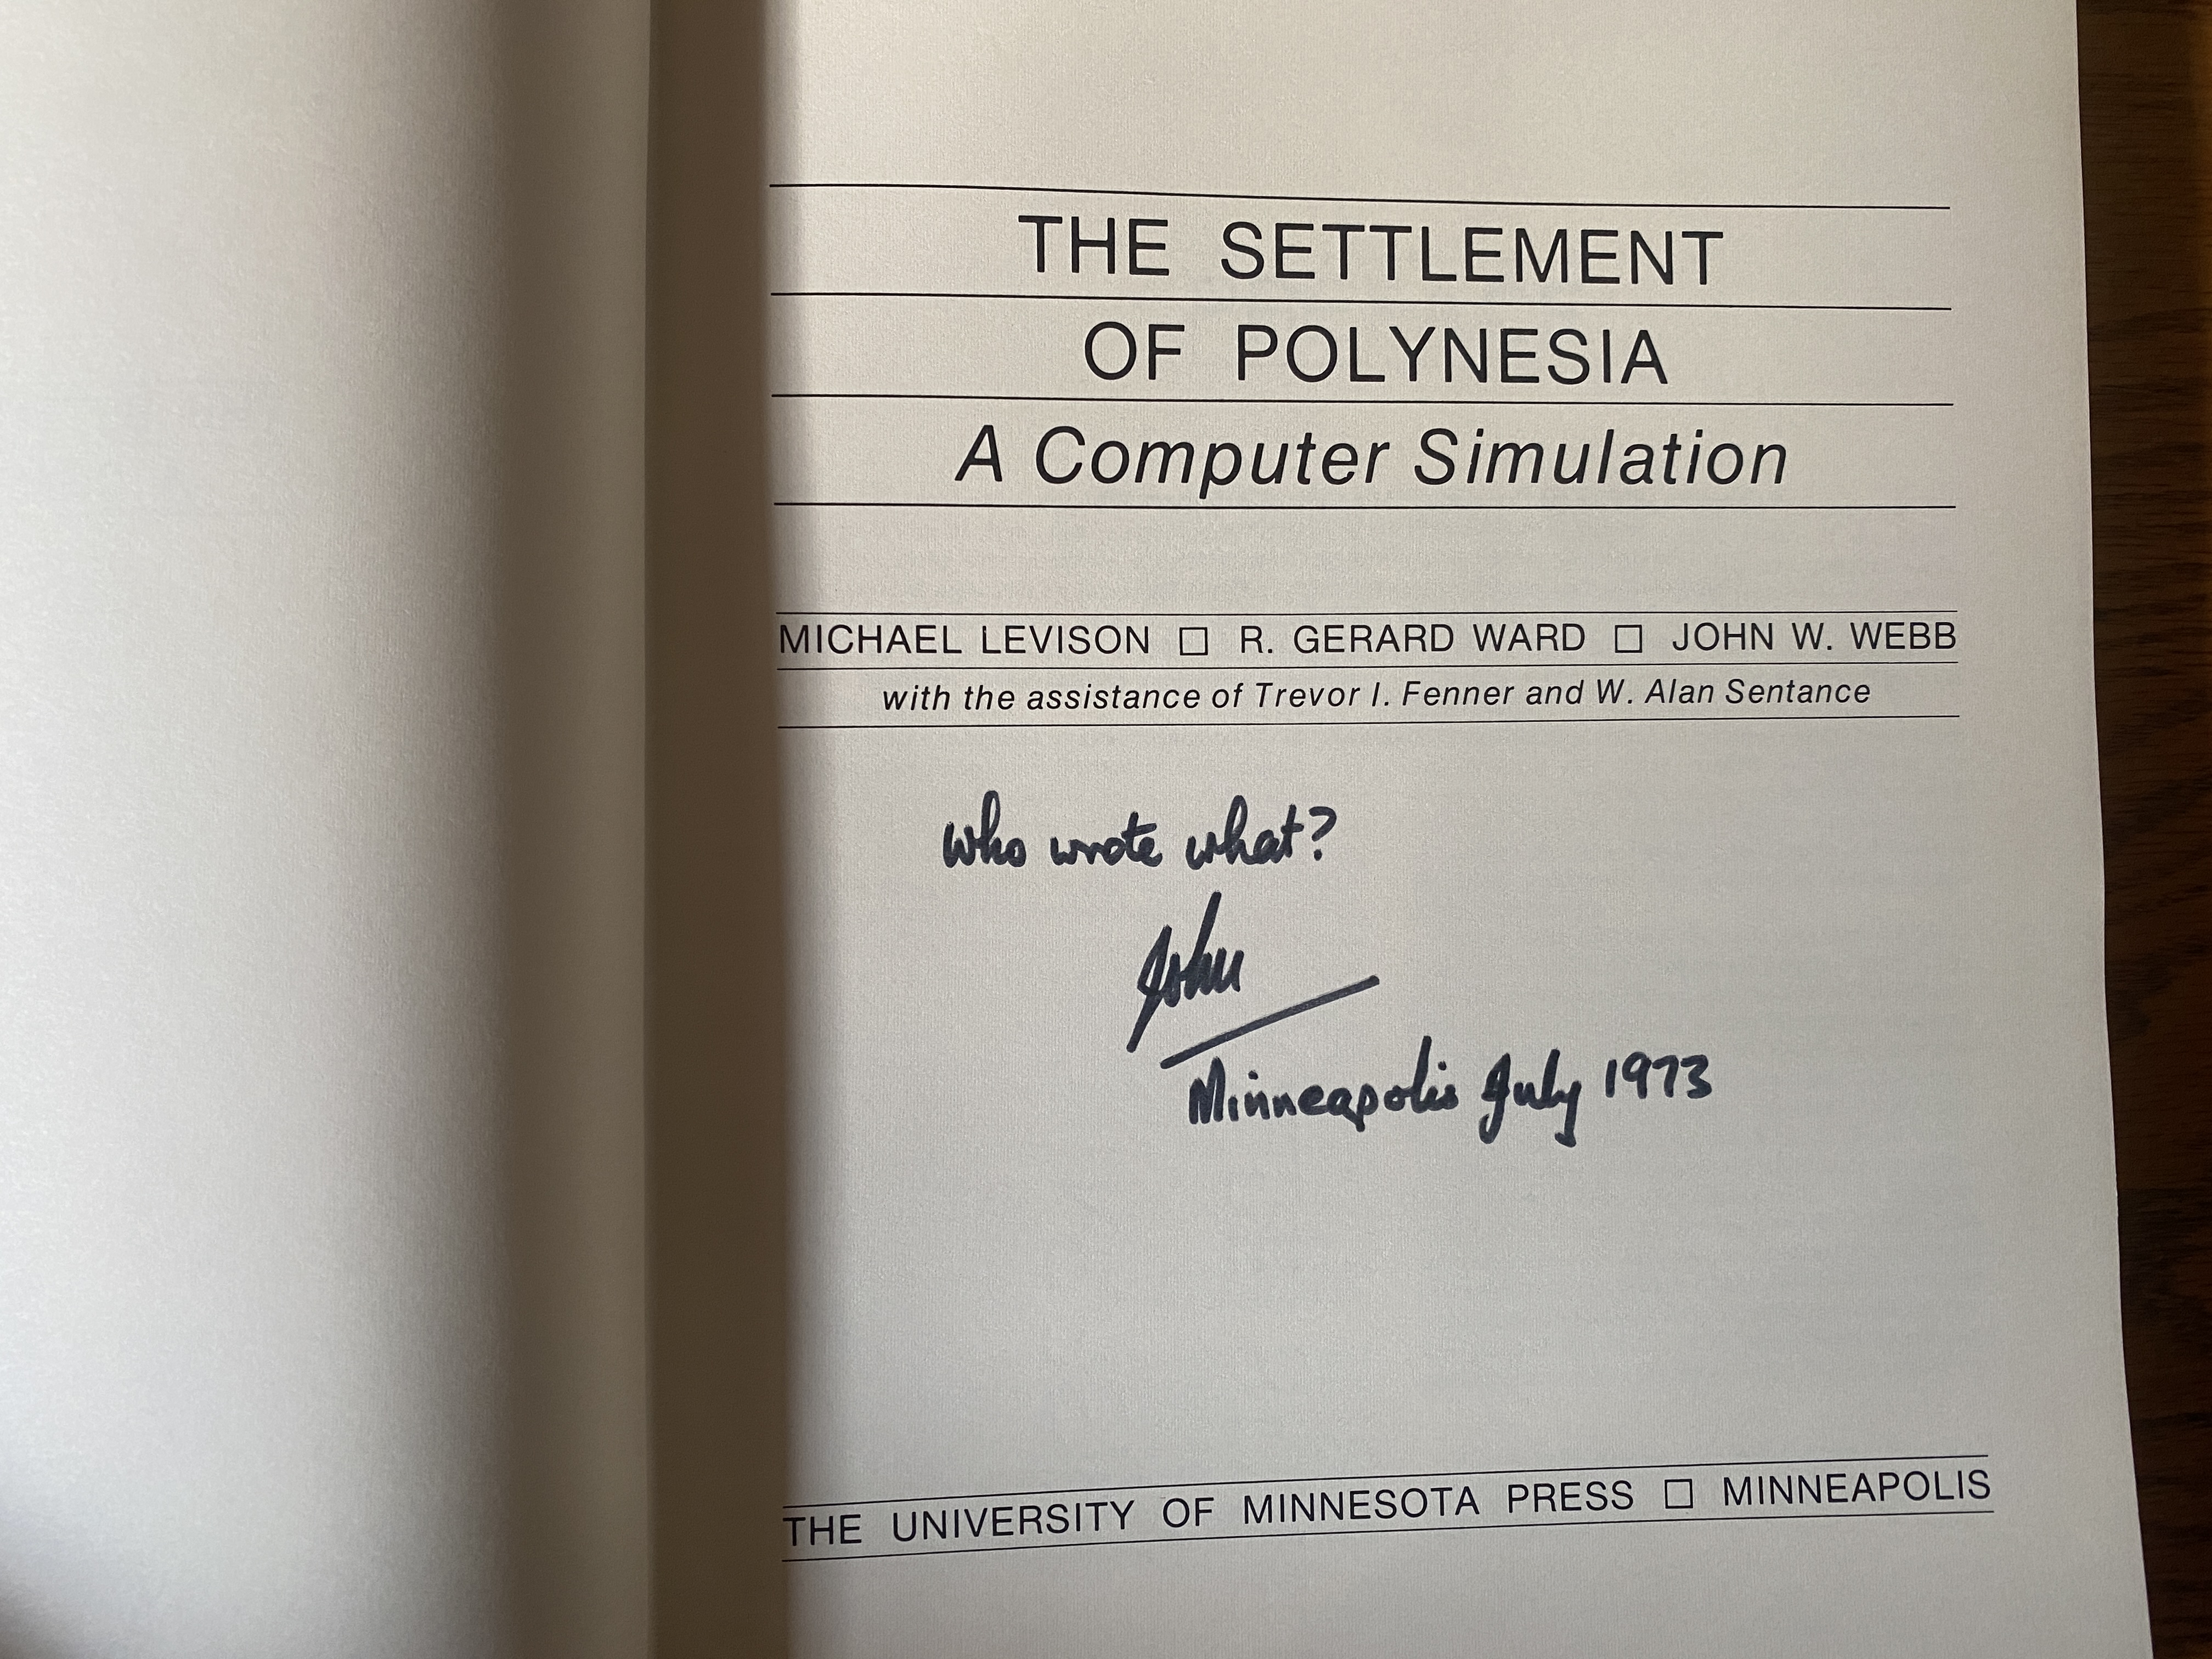 THE SETTLEMENT
OF POLYNESIA
A Computer Simulation
MICHAEL LEVISON □ R. GERARD WARD □ JOHN W. WEBB
with the assistance of Trevor I. Fenner and W. Alan Sentance
Who wrote what?
John
Minneapolis July 1973
THE UNIVERSITY OF MINNESOTA PRESS □ MINNEAPOLIS